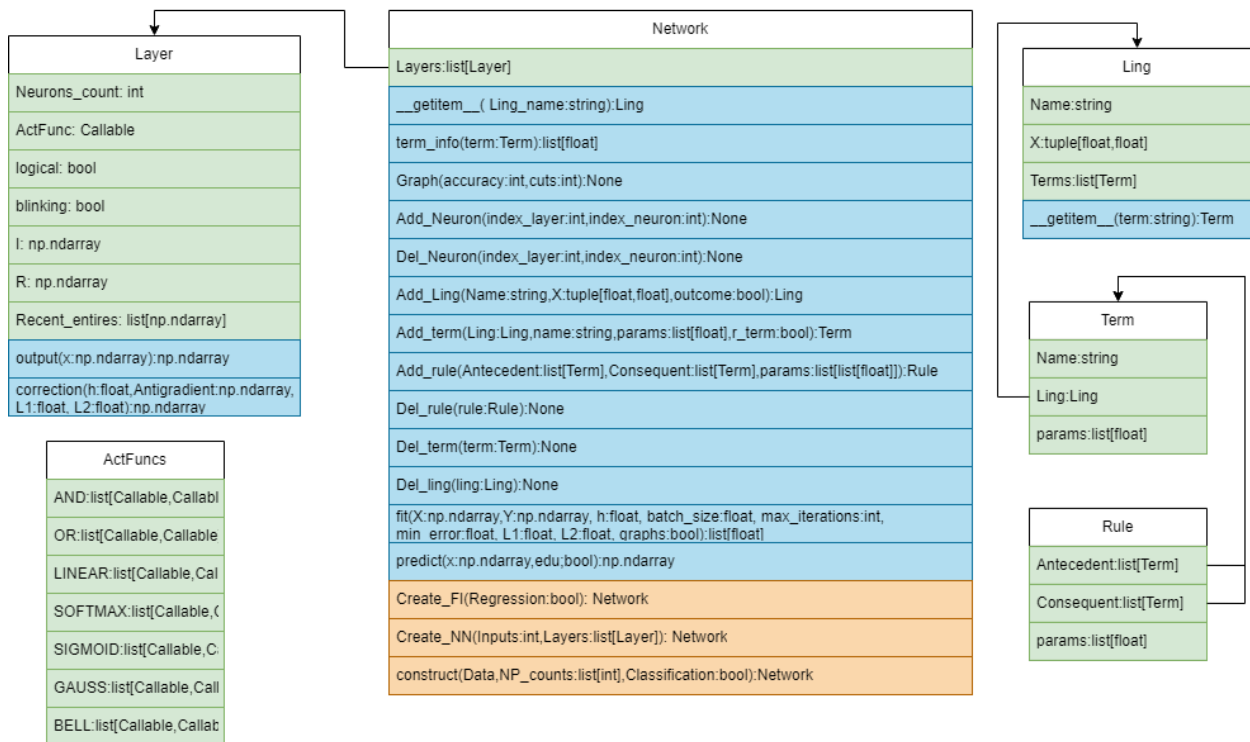 Layer
Neurons_count: int
ActFunc: Callable
logical: bool
blinking: bool
I: np.ndarray
R: np.ndarray
Recent_entires: list[np.ndarray]
output(x:np.ndarray):np.ndarray
correction(h:float,Antigradient:np.ndarray,
L1:float, L2:float):np.ndarray
ActFuncs
AND:list[Callable,Callabl
OR:list[Callable,Callable
LINEAR:list[Callable,Cal
SOFTMAX:list[Callable,C
SIGMOID:list[Callable,C
GAUSS:list[Callable,Call
BELL:list[Callable,Callab
Network
Layers:list[Layer]
__getitem__( Ling_name:string):Ling
term_info(term:Term):list[float]
Graph(accuracy:int,cuts:int):None
Add_Neuron(index_layer:int,index_neuron:int):None
Del_Neuron(index_layer:int,index_neuron:int):None
Add_Ling(Name:string,X:tuple[float,float],outcome:bool):Ling
Add_term(Ling:Ling,name:string,params:list[float],r_term:bool):Term
Add_rule(Antecedent:list[Term],Consequent:list[Term],params:list[list[float]]):Rule
Del_rule(rule:Rule):None
Del_term(term:Term):None
Del_ling(ling:Ling):None
fit(X:np.ndarray,Y:np.ndarray, h:float, batch_size:float, max_iterations:int,
min_error:float, L1:float, L2:float, graphs:bool):list[float]
predict(x:np.ndarray,edu;bool):np.ndarray
Create_FI(Regression:bool): Network
Create_NN(Inputs:int,Layers:list[Layer]): Network
construct(Data,NP_counts:list[int],Classification:bool):Network
Ling
Name:string
X:tuple[float,float]
Terms:list[Term]
__getitem__(term:string):Term
Term
Name:string
Ling:Ling
params:list[float]
Rule
Antecedent:list[Term]
Consequent:list[Term]
params:list[float]